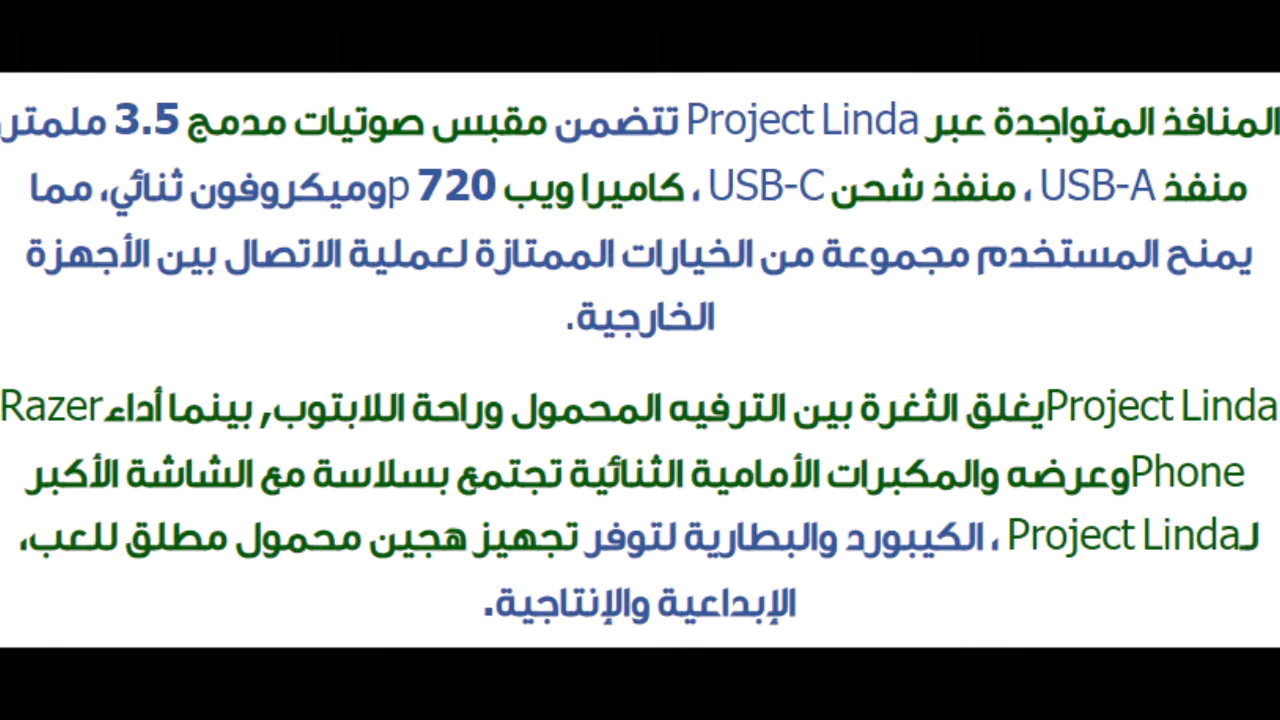 المنافذ المتواجدة عبر Project Linda تتضمن مقبس صوتيات مدمج 3.5 ملمتر
منفذ USB-A ، منفذ شحن USB-C ، كاميرا ويب 720 pوميكروفون ثنائي، مما
يمنح المستخدم مجموعة من الخيارات الممتازة لعملية الاتصال بين الأجهزة
الخارجية.
Project Lindaيغلق الثغرة بين الترفيه المحمول وراحة اللابتوب, بينما أداءRazer
Phoneوعرضه والمكبرات الأمامية الثنائية تجتمع بسلاسة مع الشاشة الأكبر
لـProject Linda ، الكيبورد والبطارية لتوفر تجهيز هجين محمول مطلق للعب،
الإبداعية والإنتاجية.